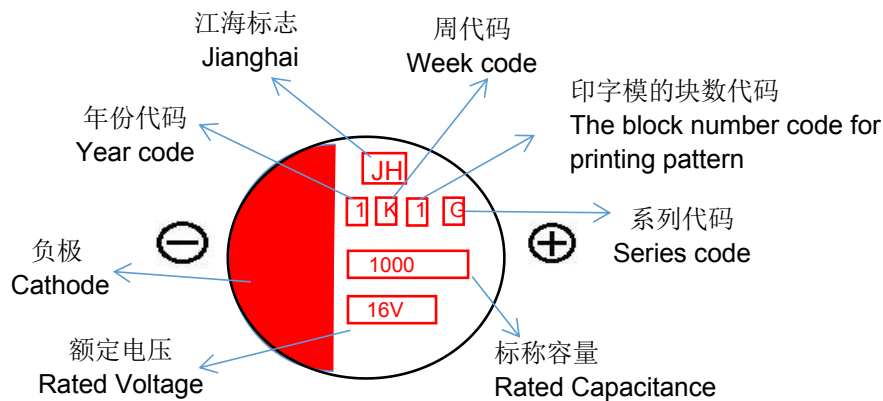 江海标志
Jianghai
周代码
Week code
年份代码
Year code
印字模的块数代码
The block number code for
printing pattern
JH
1 K 1 G
系列代码
Series code
负极
Cathode
1000
16V
额定电压
Rated Voltage
标称容量
Rated Capacitance